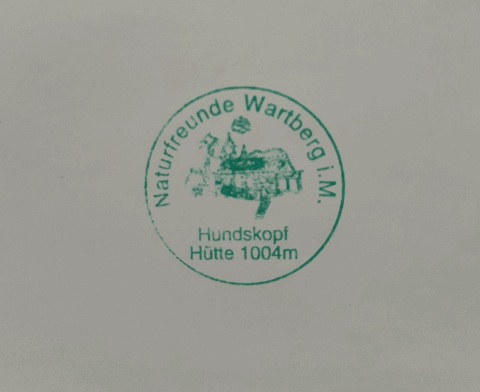 Naturfreunde Wartberg i.M.
Hundskopf
Hütte 1004m